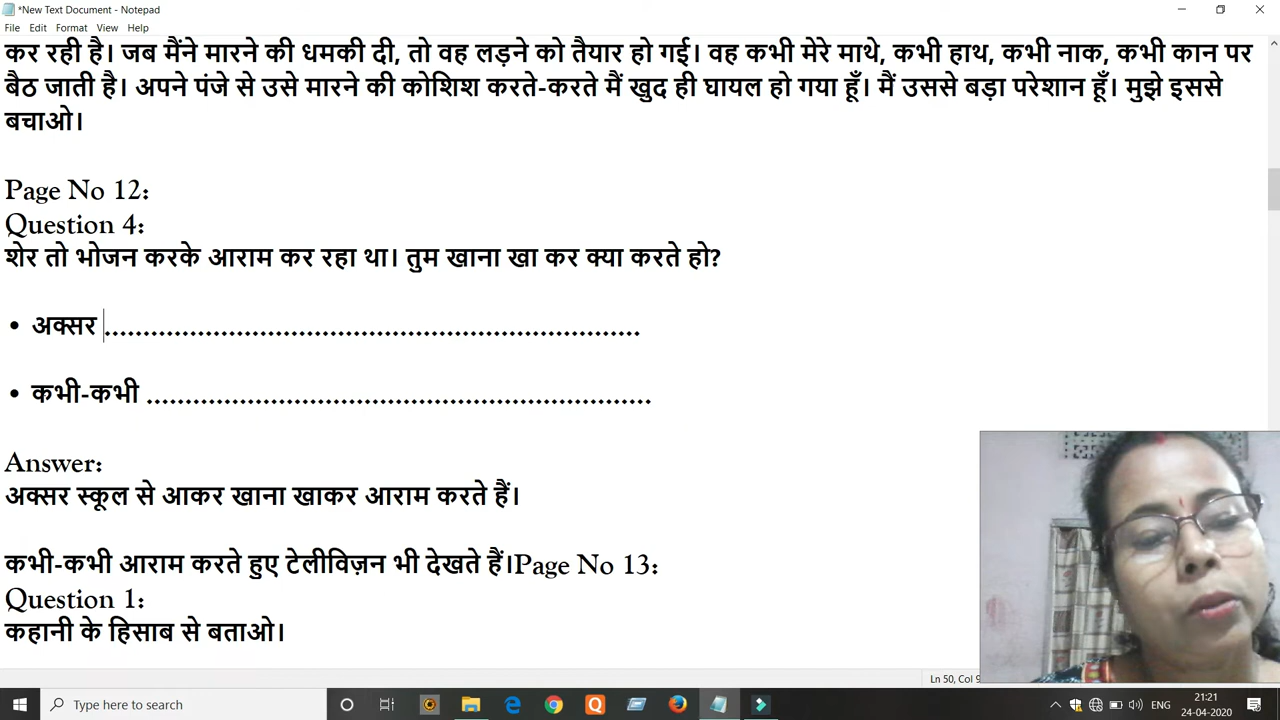 *New Text Document - Notepad
File Edit Format View Help
कर रही है। जब मैंने मारने की धमकी दी, तो वह लड़ने को तैयार हो गई। वह कभी मेरे माथे, कभी हाथ, कभी नाक, कभी कान पर
बैठ जाती है। अपने पंजे से उसे मारने की कोशिश करते-करते मैं खुद ही घायल हो गया हूँ। मैं उससे बड़ा परेशान हूँ। मुझे इससे
बचाओ।
Page No 12:
Question 4:
शेर तो भोजन करके आराम कर रहा था। तुम खाना खा कर क्या करते हो?
• अक्सर .....................................................................
• कभी-कभी .................................................................
Answer:
अक्सर स्कूल से आकर खाना खाकर आराम करते हैं।
कभी-कभी आराम करते हुए टेलीविज़न भी देखते हैं।Page No 13:
Question 1:
कहानी के हिसाब से बताओ।
Ln 50, Col 9
Type here to search
ENG
21:21
24-04-2020